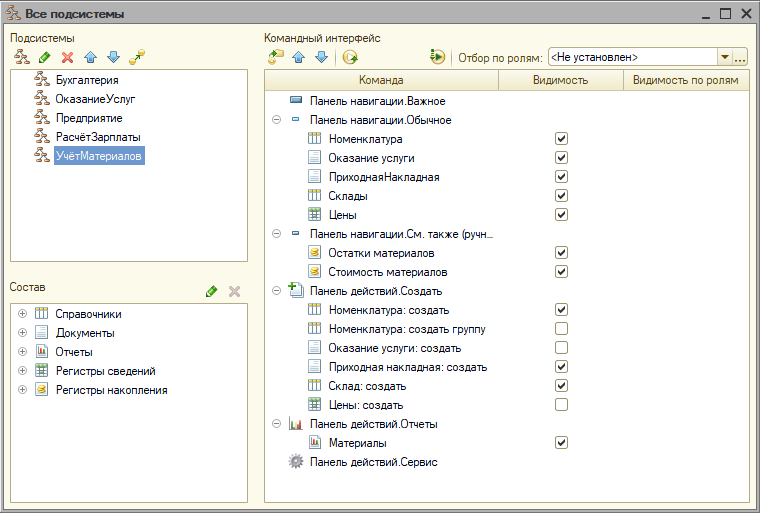 Все подсистемы
Подсистемы
Бухгалтерия
ОказаниеУслуг
Предприятие
РасчётЗарплаты
УчётМатериалов
Состав
Справочники
Документы
Отчеты
Регистры сведений
Регистры накопления
Командный интерфейс
Отбор по ролям: <Не установлен>
Команда Видимость Видимость по ролям
Панель навигации.Важное
Панель навигации.Обычное
Номенклатура
Оказание услуги
ПриходнаяНакладная
Склады
Цены
Панель навигации.См. также (ручн...
Остатки материалов
Стоимость материалов
Панель действий.Создать
Номенклатура: создать
Номенклатура: создать группу
Оказание услуги: создать
Приходная накладная: создать
Склад: создать
Цены: создать
Панель действий.Отчеты
Материалы
Панель действий.Сервис